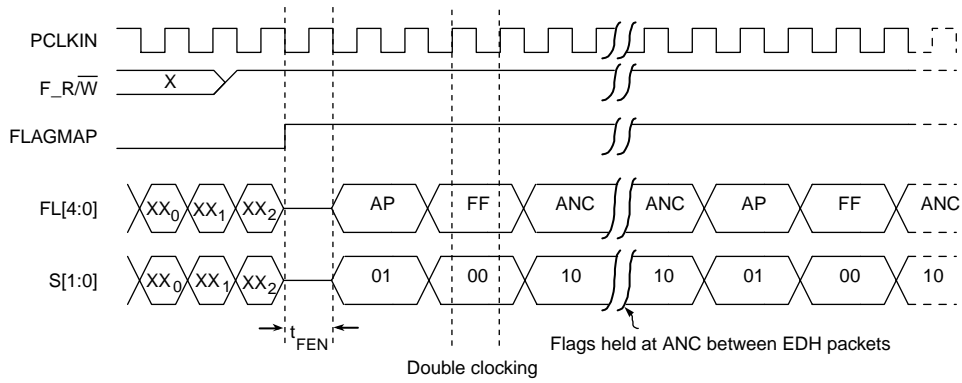 PCLKIN
F_R/W̅
X
FLAGMAP
FL[4:0] XX0 XX1 XX2 AP FF ANC ANC AP FF ANC
S[1:0] XX0 XX1 XX2 01 00 10 10 01 00 10
tFEN
Flags held at ANC between EDH packets
Double clocking